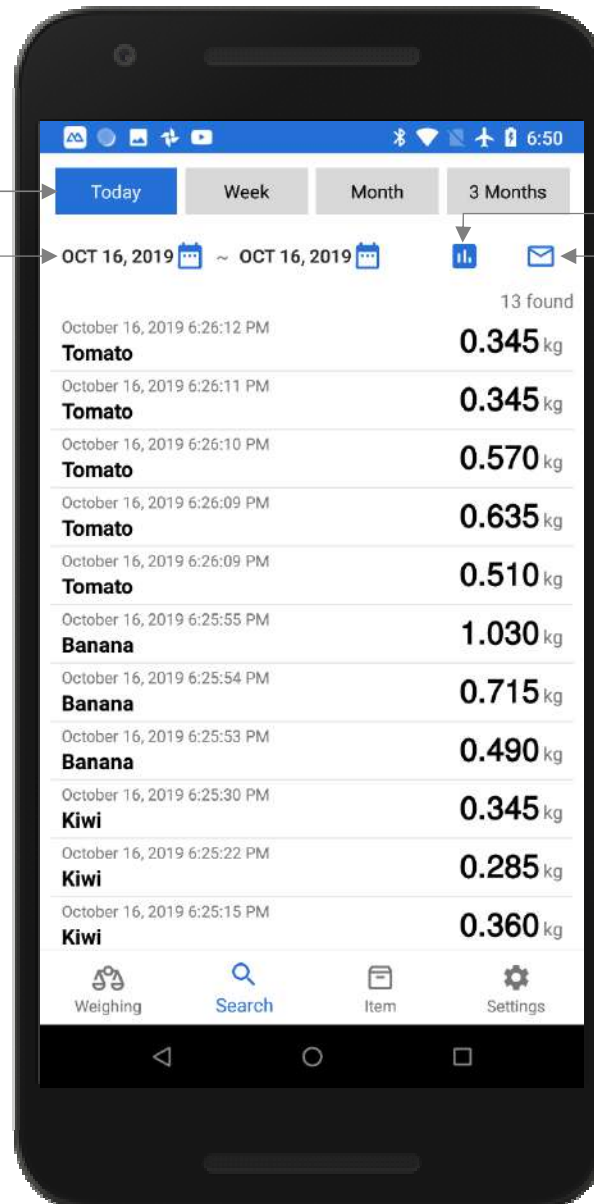 6:50
Today Week Month 3 Months
OCT 16, 2019 ~ OCT 16, 2019
13 found
October 16, 2019 6:26:12 PM
Tomato 0.345 kg
October 16, 2019 6:26:11 PM
Tomato 0.345 kg
October 16, 2019 6:26:10 PM
Tomato 0.570 kg
October 16, 2019 6:26:09 PM
Tomato 0.635 kg
October 16, 2019 6:26:09 PM
Tomato 0.510 kg
October 16, 2019 6:25:55 PM
Banana 1.030 kg
October 16, 2019 6:25:54 PM
Banana 0.715 kg
October 16, 2019 6:25:53 PM
Banana 0.490 kg
October 16, 2019 6:25:30 PM
Kiwi 0.345 kg
October 16, 2019 6:25:22 PM
Kiwi 0.285 kg
October 16, 2019 6:25:15 PM
Kiwi 0.360 kg
Weighing Search Item Settings